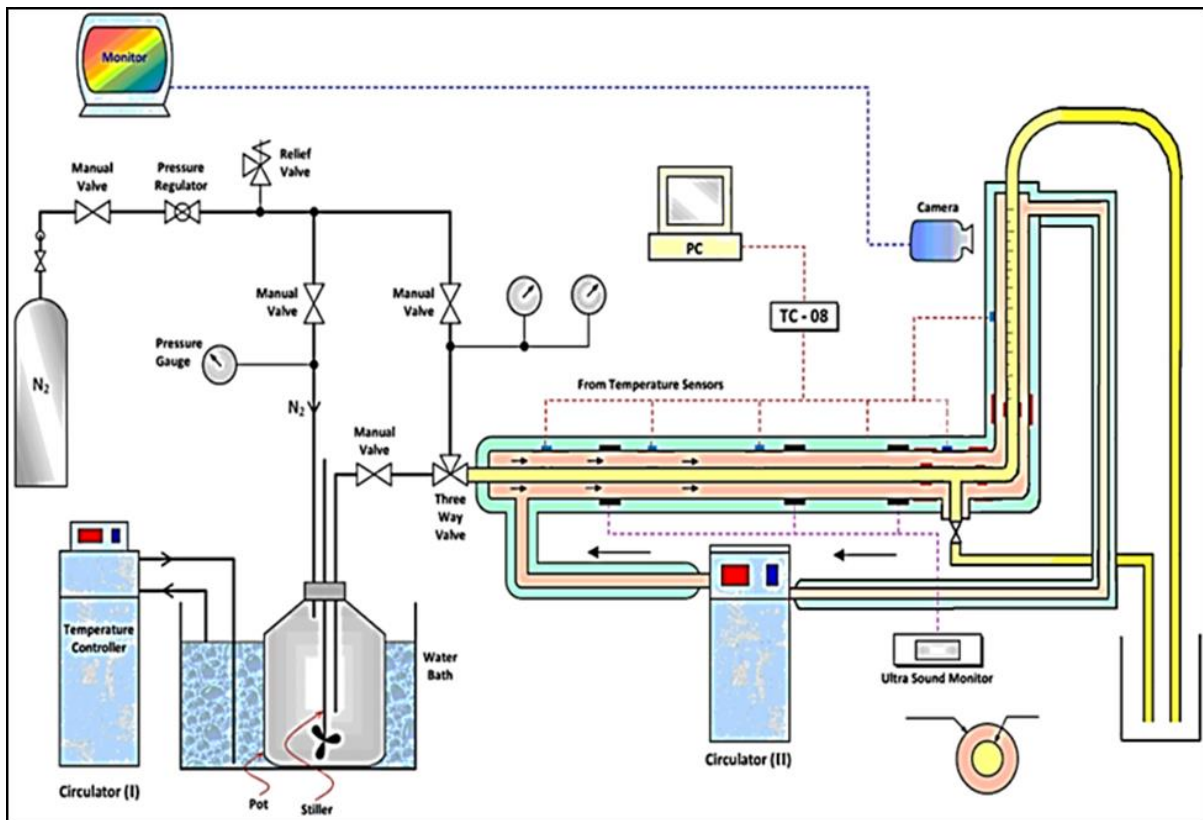 Monitor
Manual
Valve
Pressure
Regulator
Relief
Valve
PC
Camera
Manual
Valve
Manual
Valve
TC - 08
Pressure
Gauge
N2
From Temperature Sensors
N2
Manual
Valve
Three
Way
Valve
Temperature
Controller
Water
Bath
Ultra Sound Monitor
Circulator (I)
Pot
Stiller
Circulator (II)